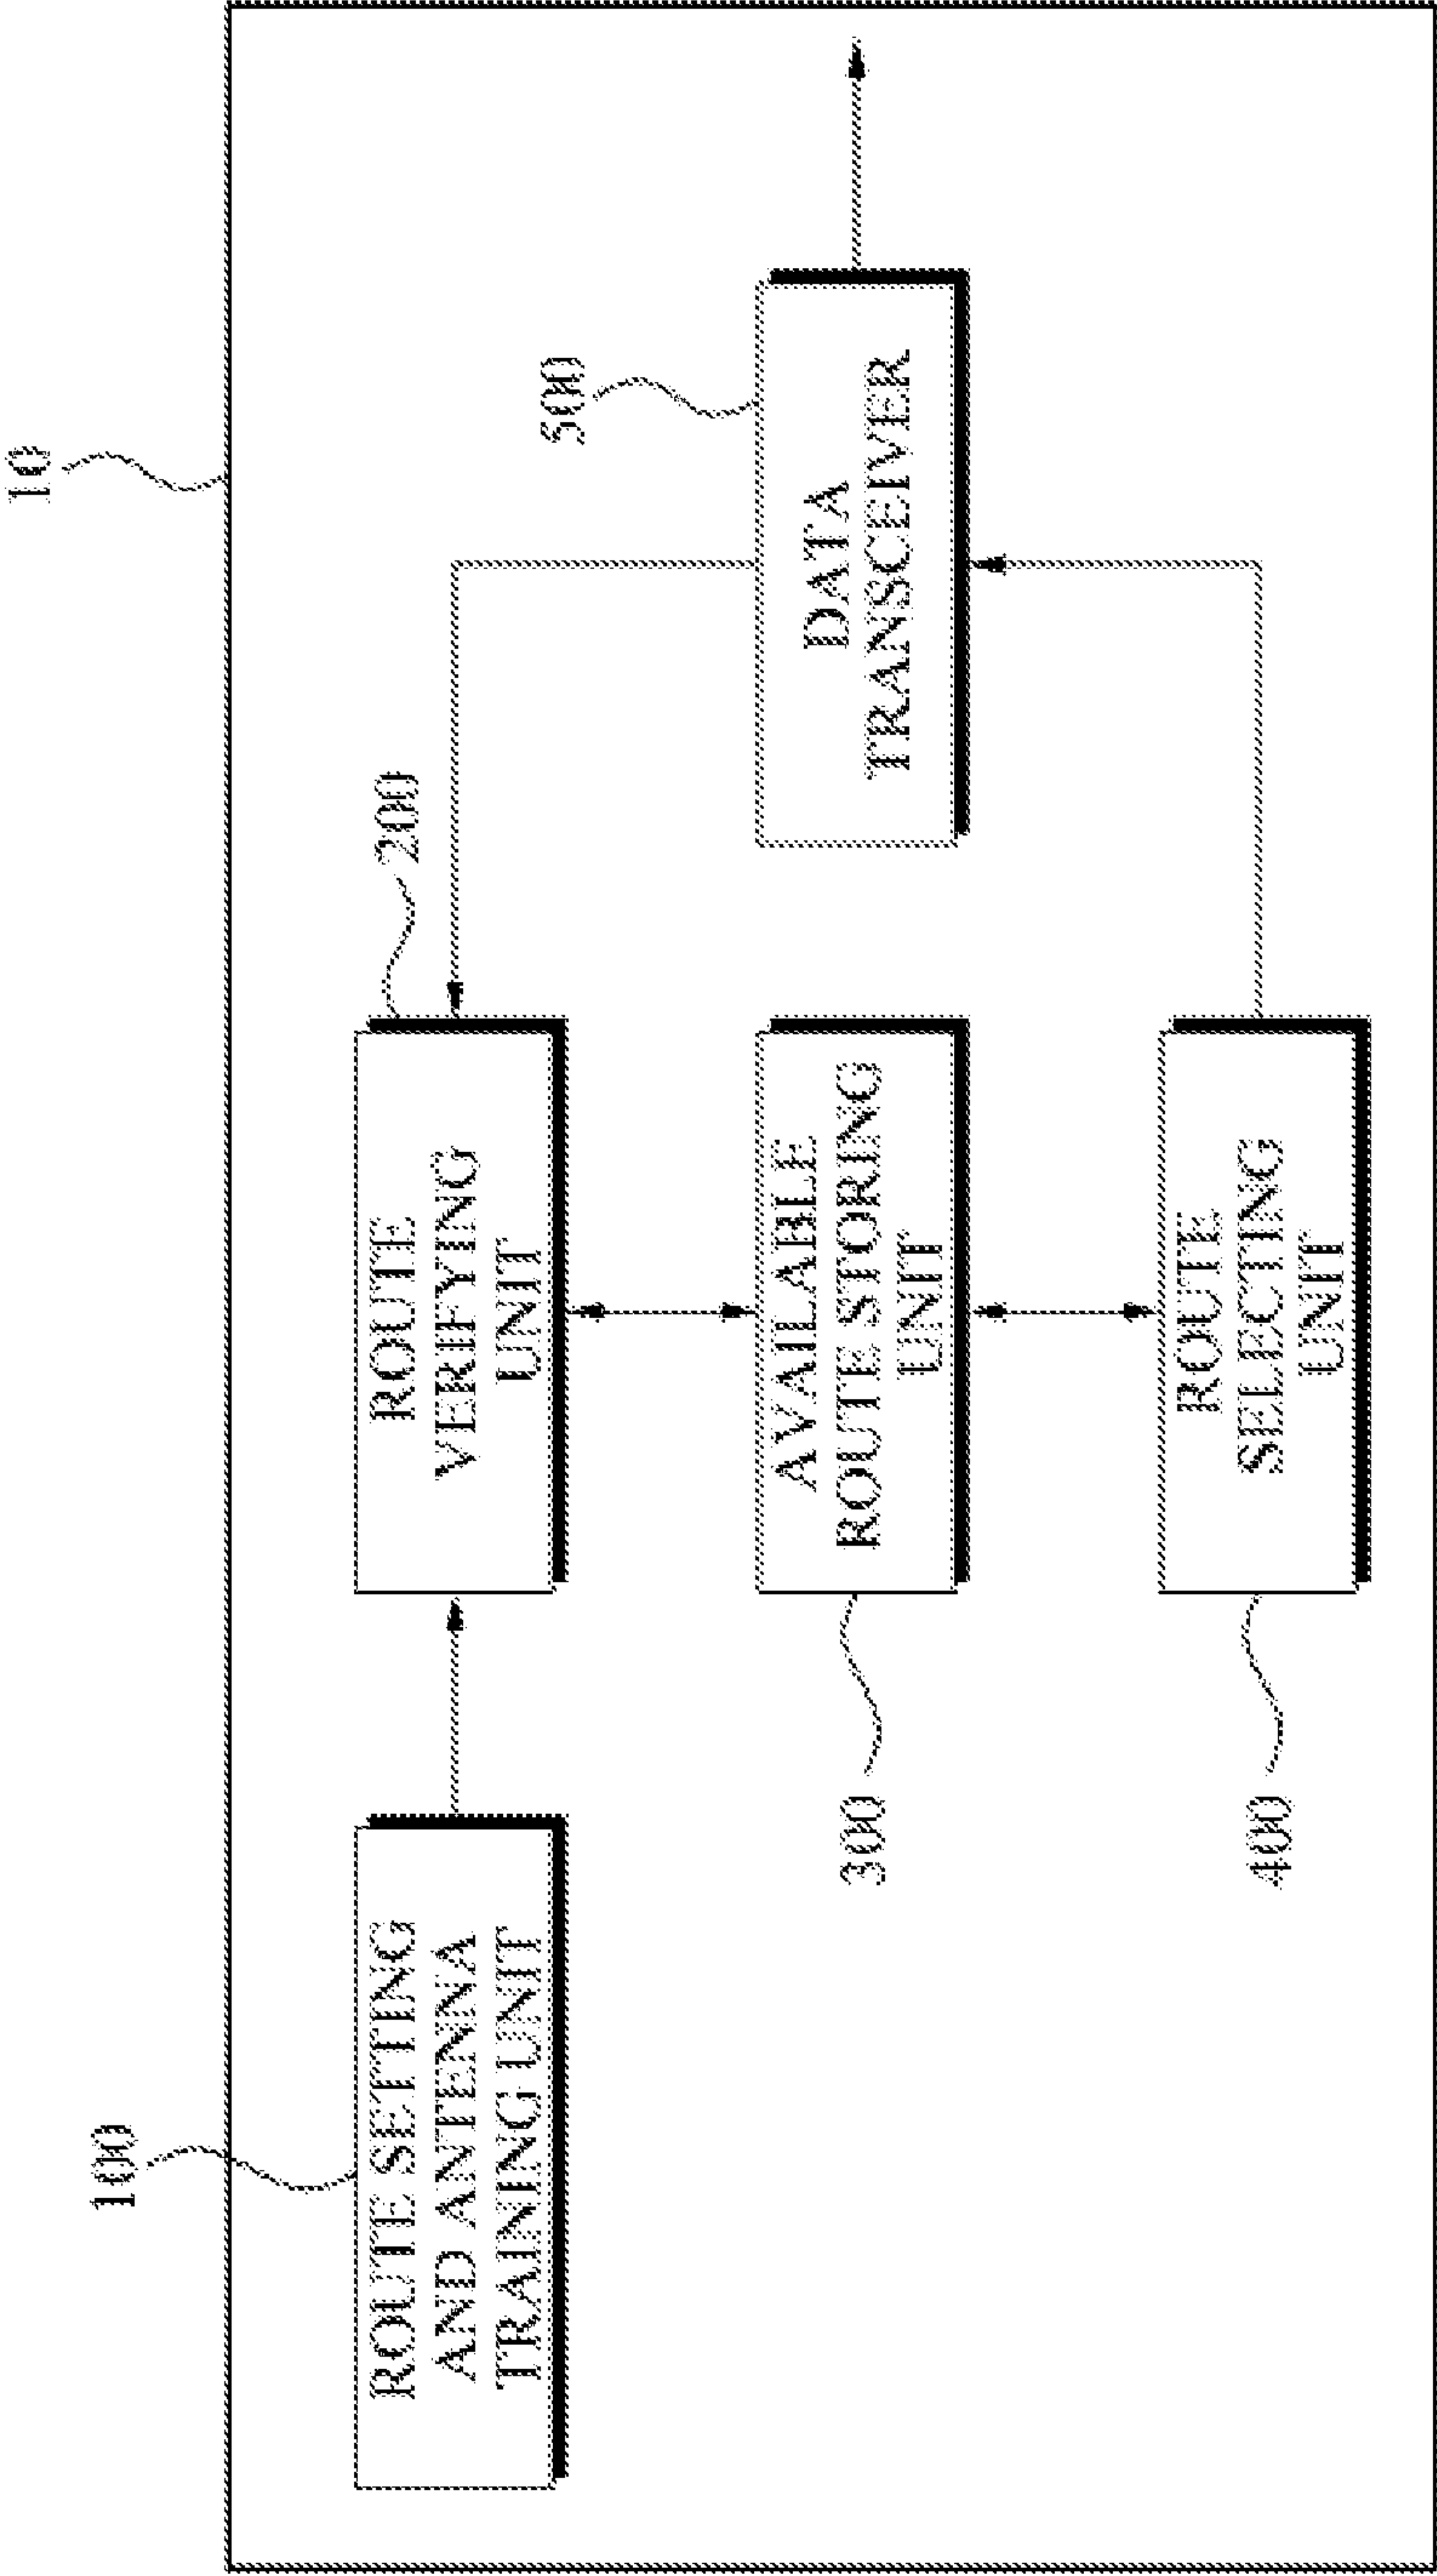 10
100
ROUTE SETTING
AND ANTENNA
TRAINING UNIT
ROUTE
VERIFYING
UNIT
200
500
DATA
TRANSCEIVER
300
AVAILABLE
ROUTE STORING
UNIT
400
ROUTE
SELECTING
UNIT